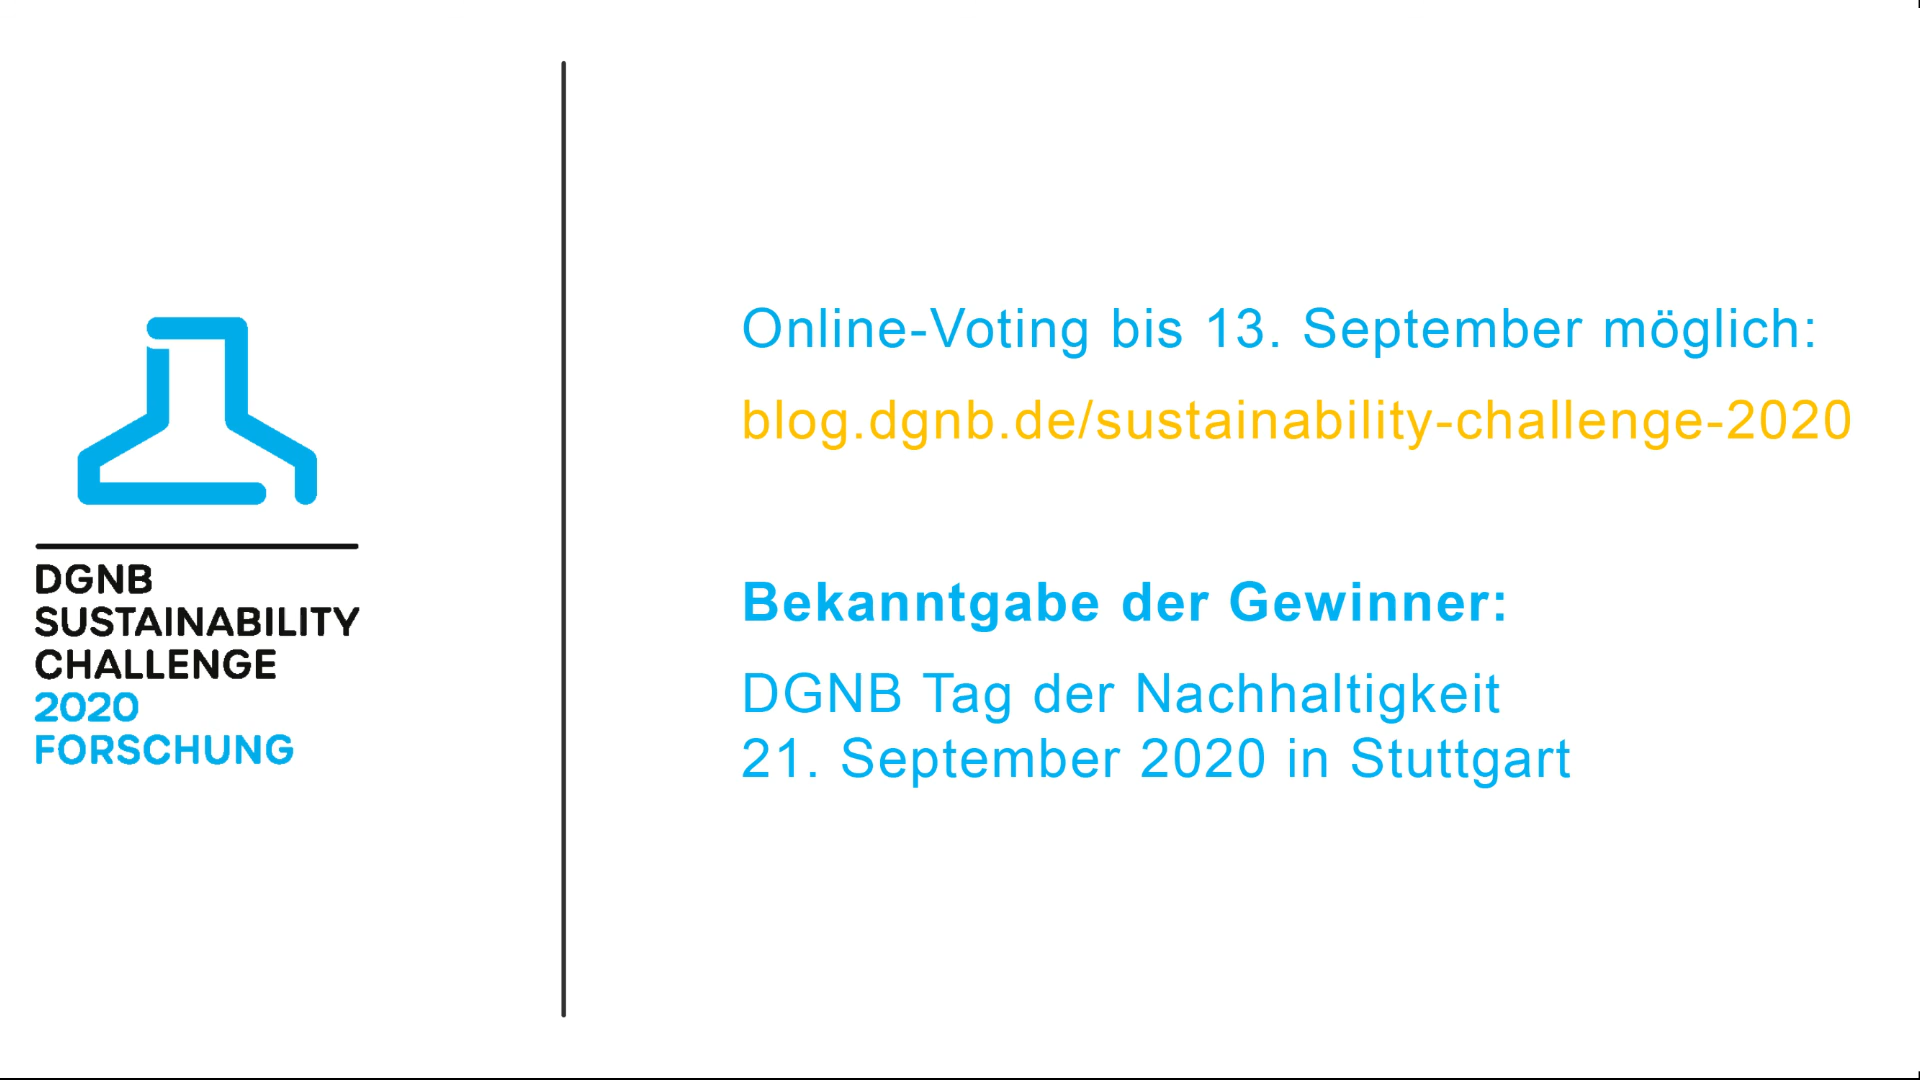 DGNB
SUSTAINABILITY
CHALLENGE
2020
FORSCHUNG
Online-Voting bis 13. September möglich:
blog.dgnb.de/sustainability-challenge-2020
Bekanntgabe der Gewinner:
DGNB Tag der Nachhaltigkeit
21. September 2020 in Stuttgart